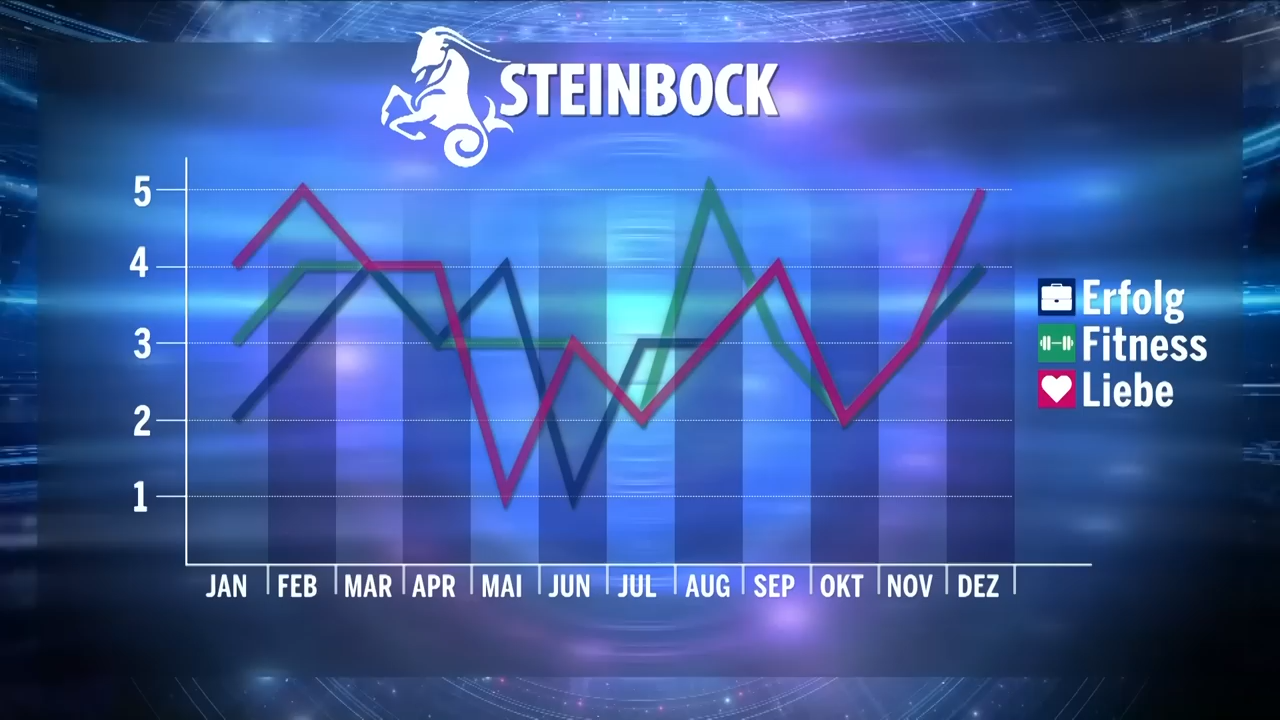 STEINBOCK
5
4
3
2
1
JAN FEB MAR APR MAI JUN JUL AUG SEP OKT NOV DEZ
Erfolg
Fitness
Liebe